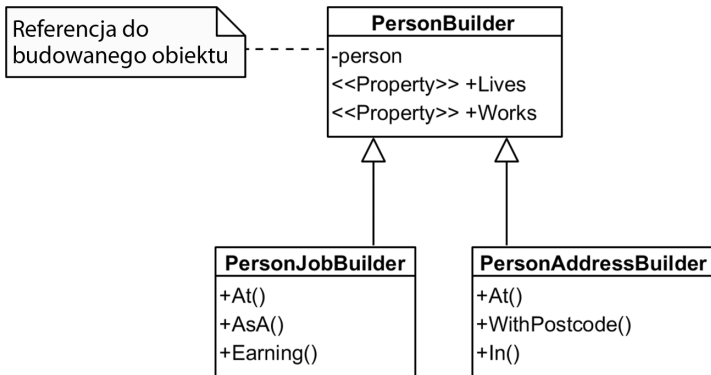 Referencja do
budowanego obiektu
PersonBuilder
-person
<<Property>> +Lives
<<Property>> +Works
PersonJobBuilder
+At()
+AsA()
+Earning()
PersonAddressBuilder
+At()
+WithPostcode()
+In()